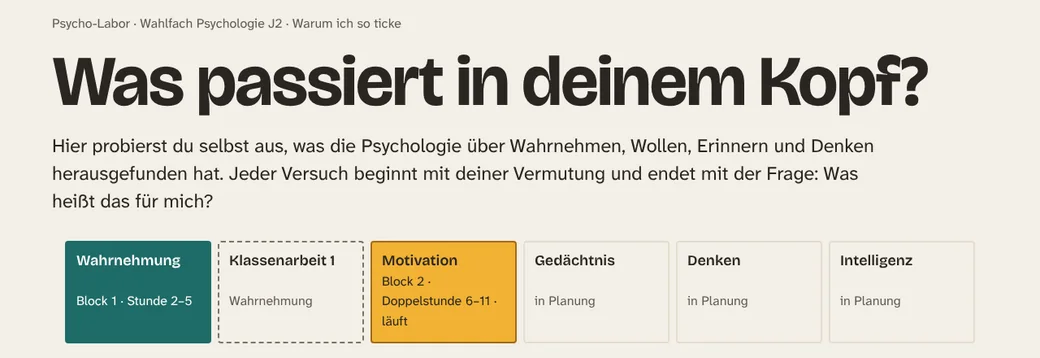 Psycho-Labor · Wahlfach Psychologie J2 · Warum ich so ticke
Was passiert in deinem Kopf?
Hier probierst du selbst aus, was die Psychologie über Wahrnehmen, Wollen, Erinnern und Denken
herausgefunden hat. Jeder Versuch beginnt mit deiner Vermutung und endet mit der Frage: Was
heißt das für mich?
Wahrnehmung
Block 1 · Stunde 2–5
Klassenarbeit 1
Wahrnehmung
Motivation
Block 2 ·
Doppelstunde 6–11 ·
läuft
Gedächtnis
in Planung
Denken
in Planung
Intelligenz
in Planung